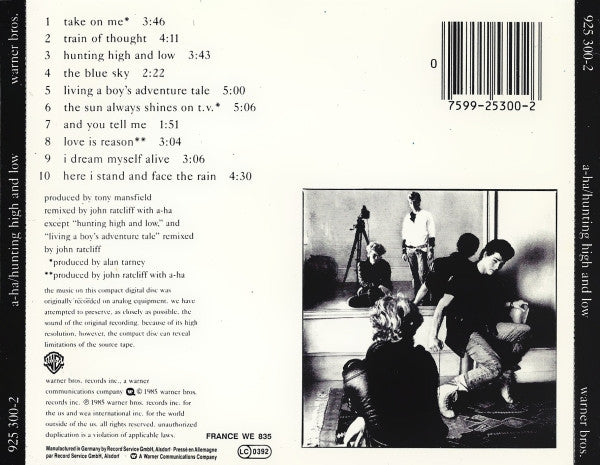 warner bros.
a-ha/hunting high and low
925 300-2
1 take on me* 3:46
2 train of thought 4:11
3 hunting high and low 3:43
4 the blue sky 2:22
5 living a boy's adventure tale 5:00
6 the sun always shines on t.v.* 5:06
7 and you tell me 1:51
8 love is reason** 3:04
9 i dream myself alive 3:06
10 here i stand and face the rain 4:30
produced by tony mansfield
remixed by john ratcliff with a-ha
except "hunting high and low," and
"living a boy's adventure tale" remixed
by john ratcliff
*produced by alan tarney
**produced by john ratcliff with a-ha
the music on this compact digital disc was
originally recorded on analog equipment. we have
attempted to preserve, as closely as possible, the
sound of the original recording. because of its high
resolution, however, the compact disc can reveal
limitations of the source tape.
warner bros. records inc., a warner
communications company © 1985 warner bros.
records inc. ℗ 1985 warner bros. records inc. for
the us and wea international inc. for the world
outside of the us. all rights reserved. unauthorized
duplication is a violation of applicable laws.
Manufactured in Germany by Record Service GmbH, Alsdorf · Pressé en Allemagne
par Record Service GmbH, Alsdorf A Warner Communications Company
FRANCE WE 835
LC 0392
0
7599-25300-2
925 300-2
a-ha/hunting high and low
warner bros.